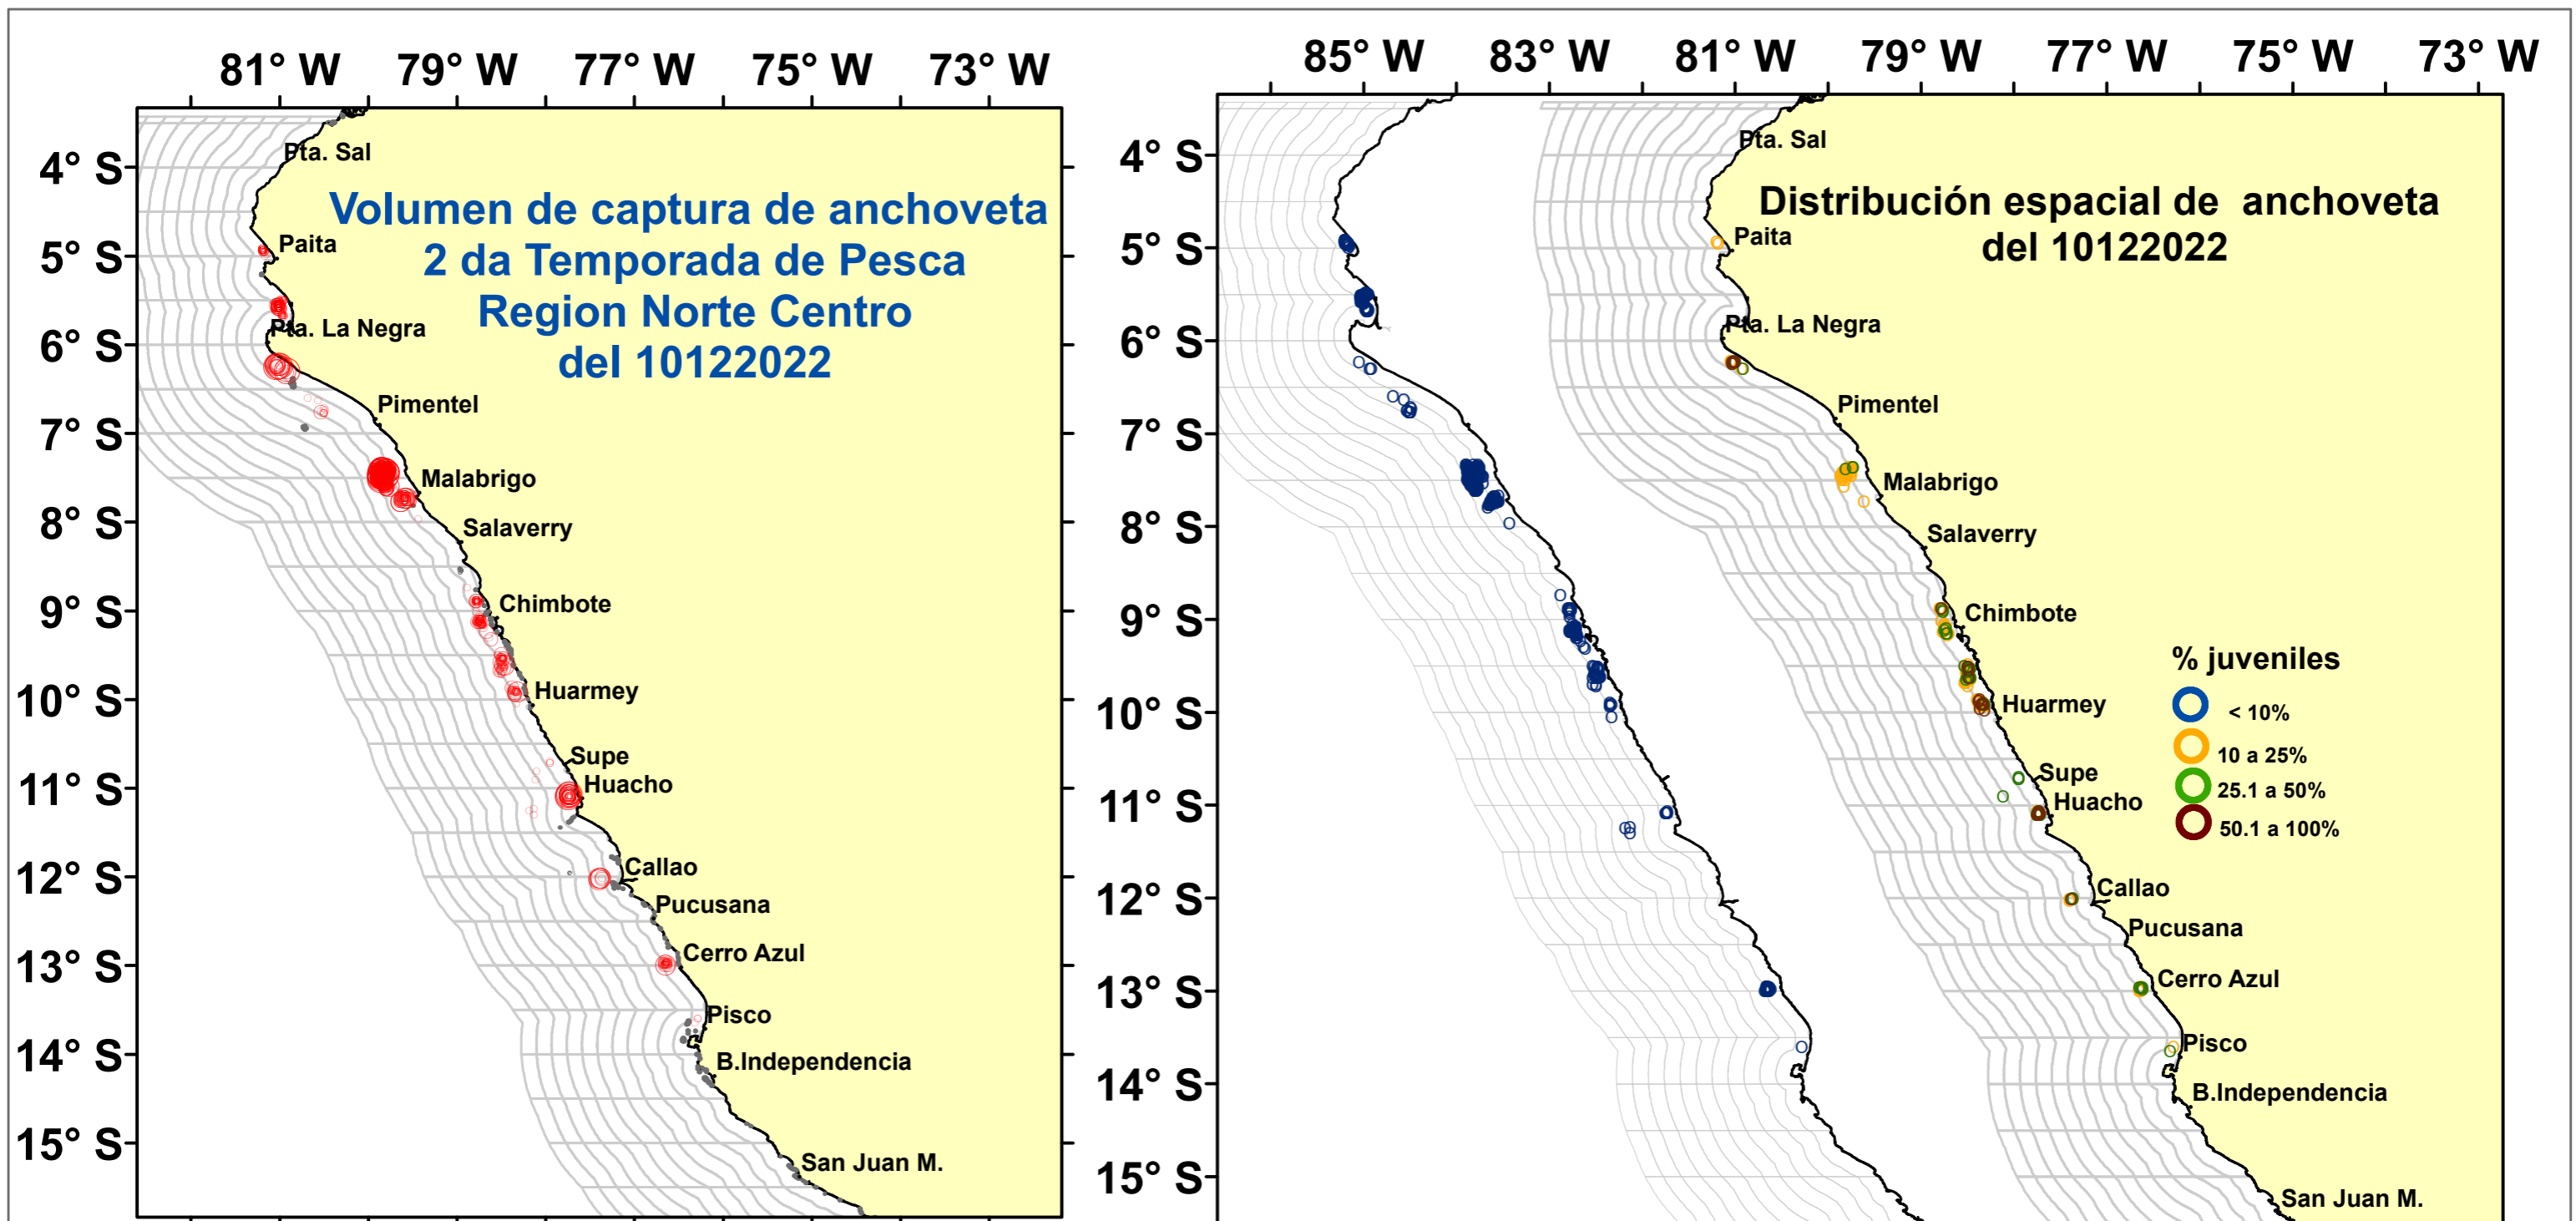 81° W 79° W 77° W 75° W 73° W
4° S
5° S
6° S
7° S
8° S
9° S
10° S
11° S
12° S
13° S
14° S
15° S
Volumen de captura de anchoveta
2 da Temporada de Pesca
Region Norte Centro
del 10122022
Pta. Sal
Paita
Pta. La Negra
Pimentel
Malabrigo
Salaverry
Chimbote
Huarmey
Supe
Huacho
Callao
Pucusana
Cerro Azul
Pisco
B.Independencia
San Juan M.
85° W 83° W 81° W 79° W 77° W 75° W 73° W
4° S
5° S
6° S
7° S
8° S
9° S
10° S
11° S
12° S
13° S
14° S
15° S
Distribución espacial de anchoveta
del 10122022
Pta. Sal
Paita
Pta. La Negra
Pimentel
Malabrigo
Salaverry
Chimbote
Huarmey
Supe
Huacho
Callao
Pucusana
Cerro Azul
Pisco
B.Independencia
San Juan M.
% juveniles
< 10%
10 a 25%
25.1 a 50%
50.1 a 100%